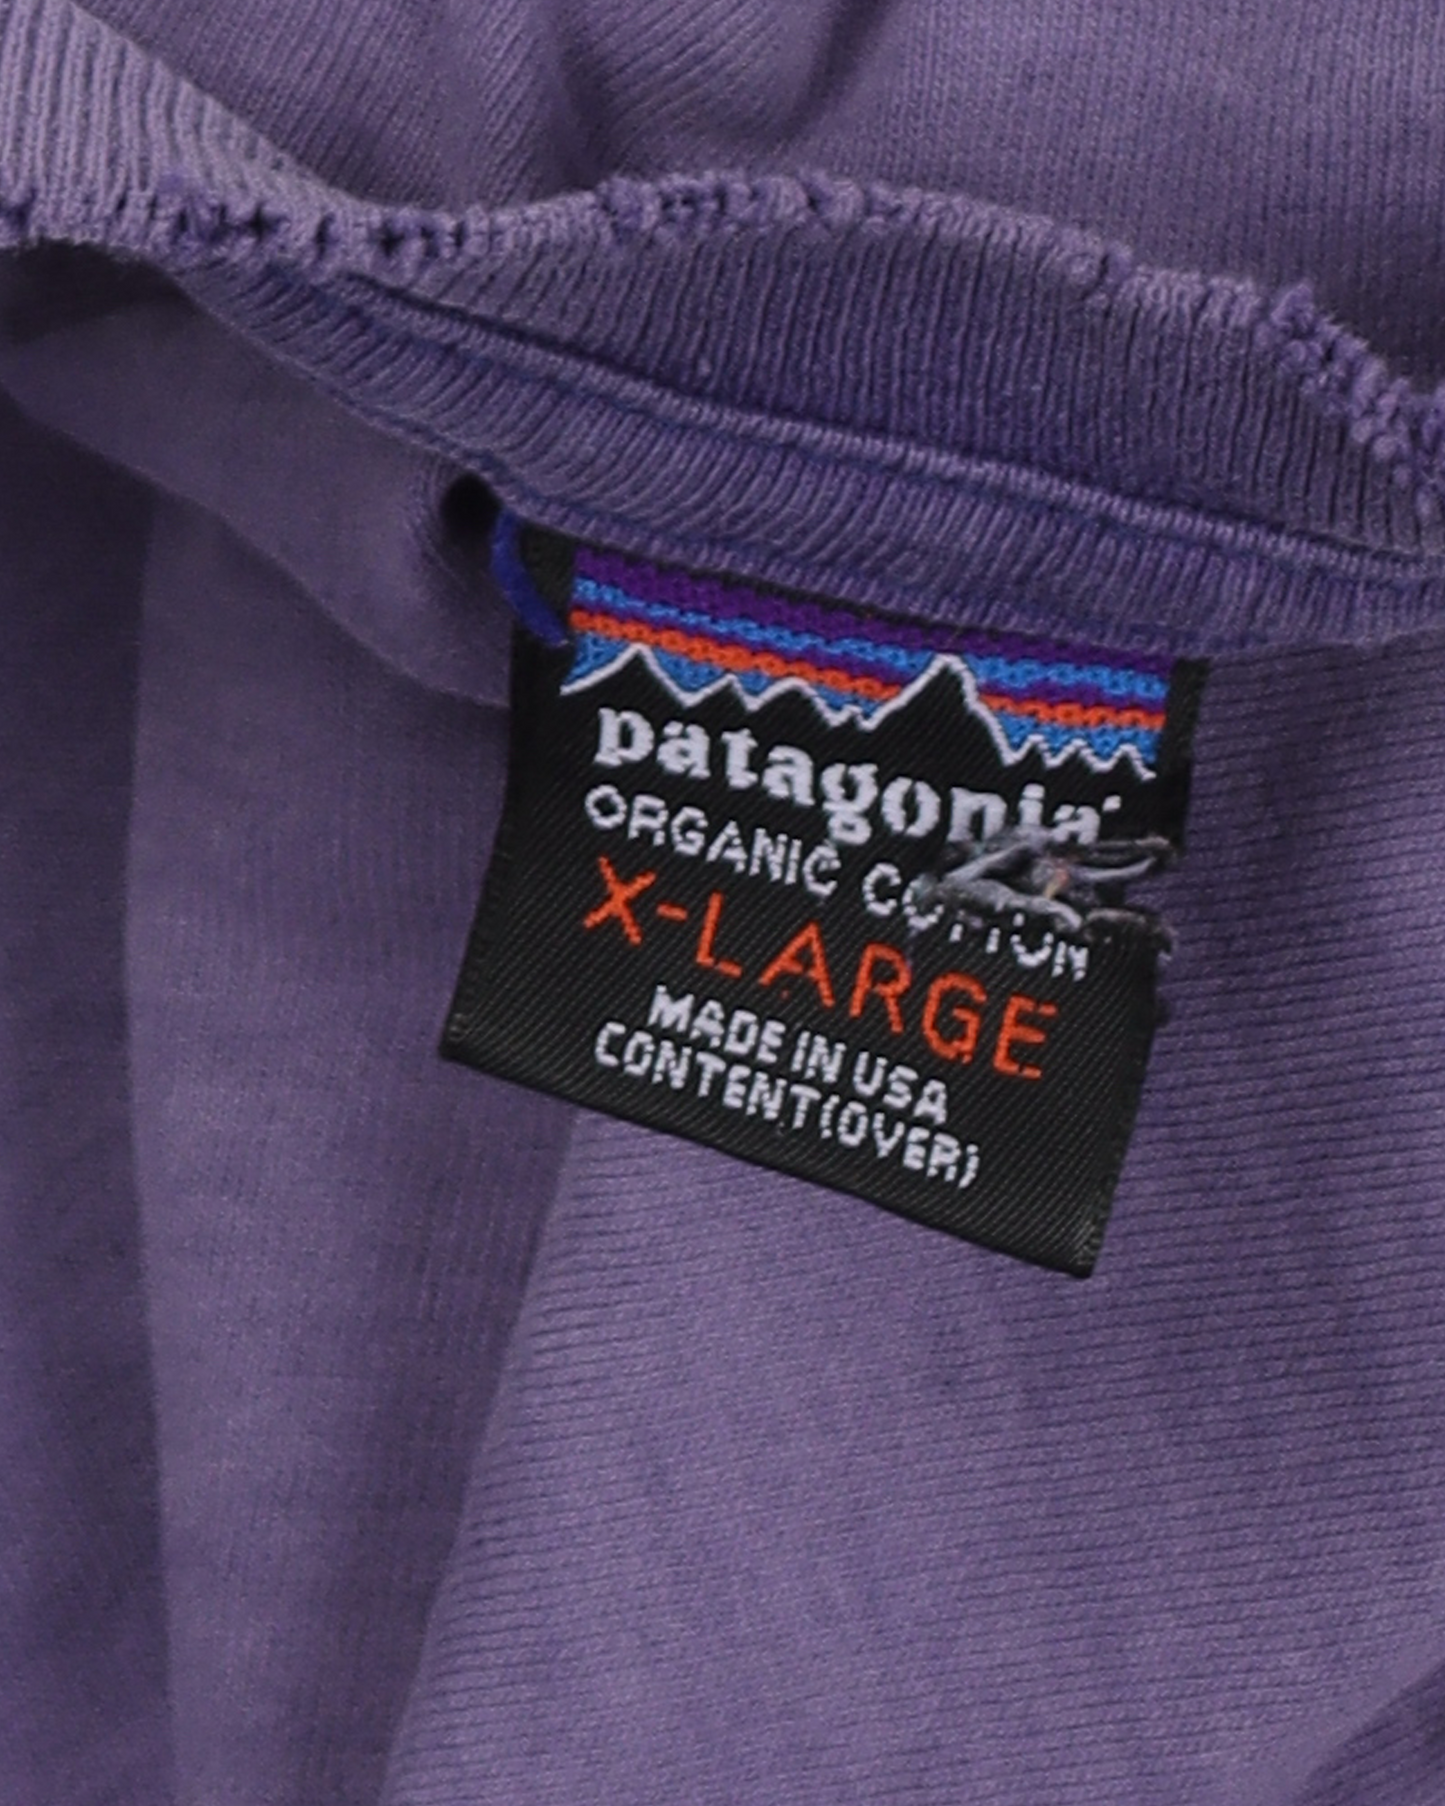 patagonia
ORGANIC COTTON
X-LARGE
MADE IN USA
CONTENT(OVER)